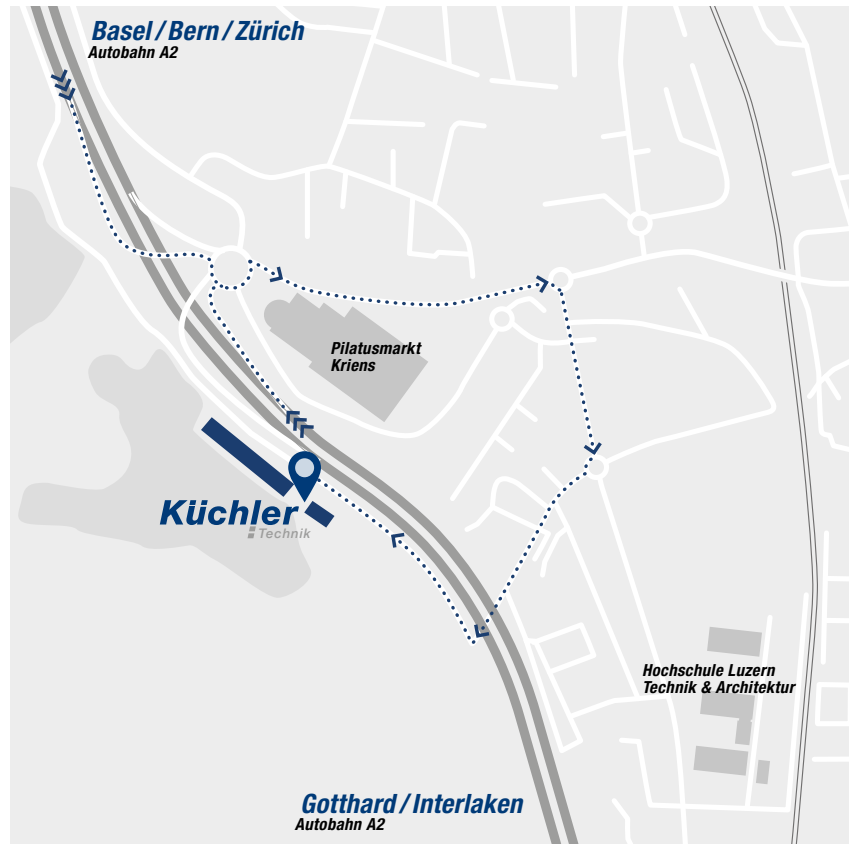 Basel / Bern / Zürich
Autobahn A2
Pilatusmarkt
Kriens
Küchler
Technik
Hochschule Luzern
Technik & Architektur
Gotthard / Interlaken
Autobahn A2